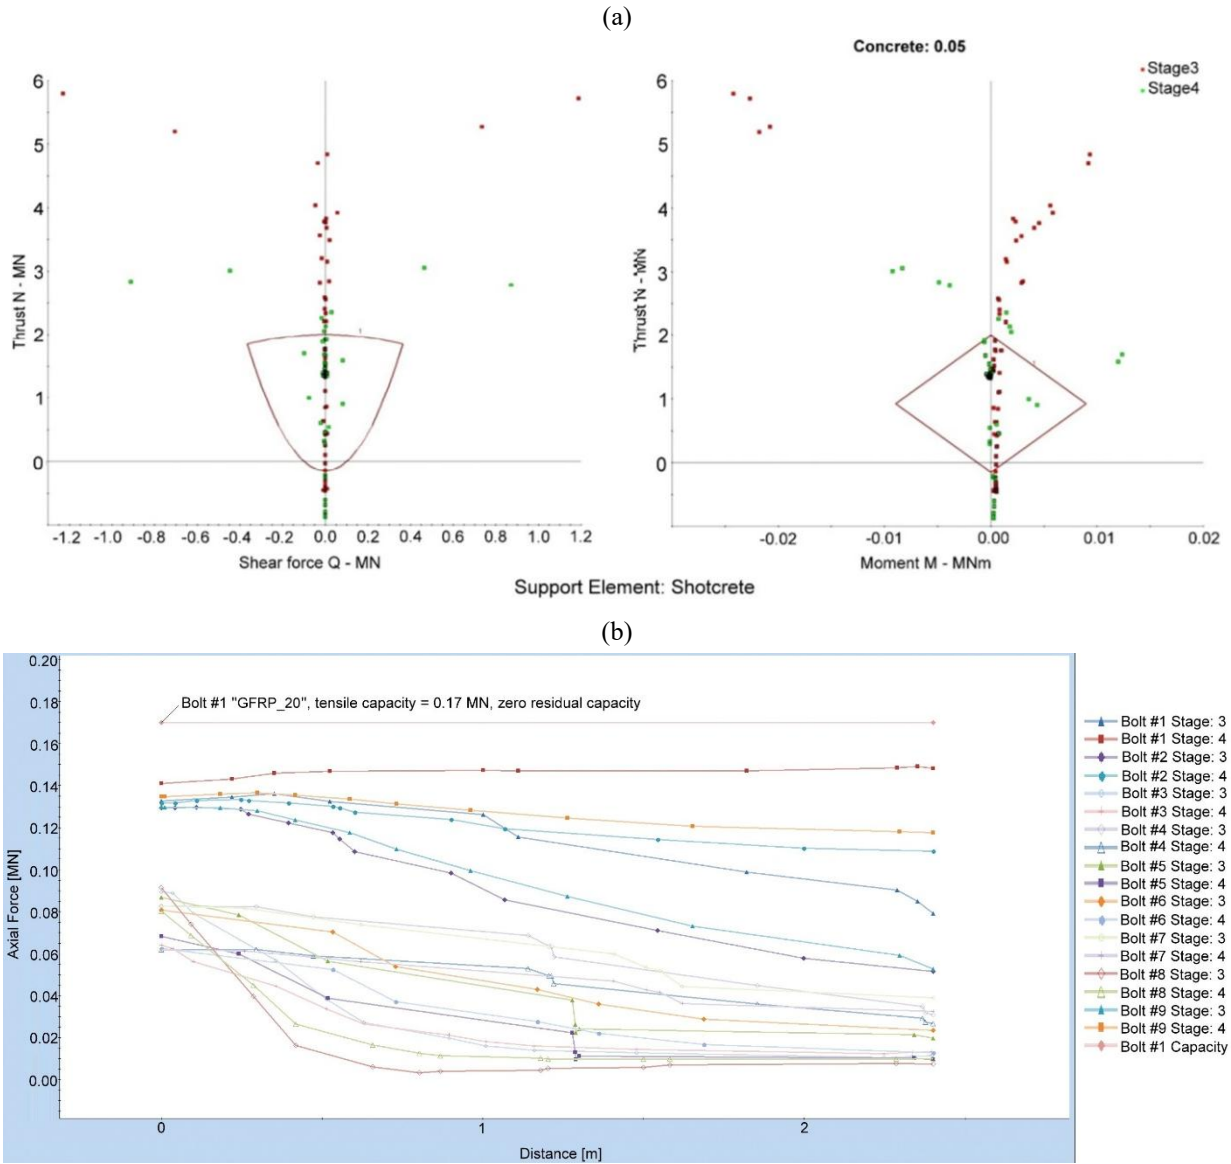 (a)
Concrete: 0.05
Stage3
Stage4
6
5
4
3
2
1
0
Thrust N - MN
-1.2 -1.0 -0.8 -0.6 -0.4 -0.2 0.0 0.2 0.4 0.6 0.8 1.0 1.2
Shear force Q - MN
6
5
4
3
2
1
0
Thrust N - MN
-0.02 -0.01 0.00 0.01 0.02
Moment M - MNm
Support Element: Shotcrete
(b)
0.20
0.18
0.16
0.14
0.12
0.10
0.08
0.06
0.04
0.02
0.00
Axial Force [MN]
Bolt #1 "GFRP_20", tensile capacity = 0.17 MN, zero residual capacity
0 1 2
Distance [m]
Bolt #1 Stage: 3
Bolt #1 Stage: 4
Bolt #2 Stage: 3
Bolt #2 Stage: 4
Bolt #3 Stage: 3
Bolt #3 Stage: 4
Bolt #4 Stage: 3
Bolt #4 Stage: 4
Bolt #5 Stage: 3
Bolt #5 Stage: 4
Bolt #6 Stage: 3
Bolt #6 Stage: 4
Bolt #7 Stage: 3
Bolt #7 Stage: 4
Bolt #8 Stage: 3
Bolt #8 Stage: 4
Bolt #9 Stage: 3
Bolt #9 Stage: 4
Bolt #1 Capacity